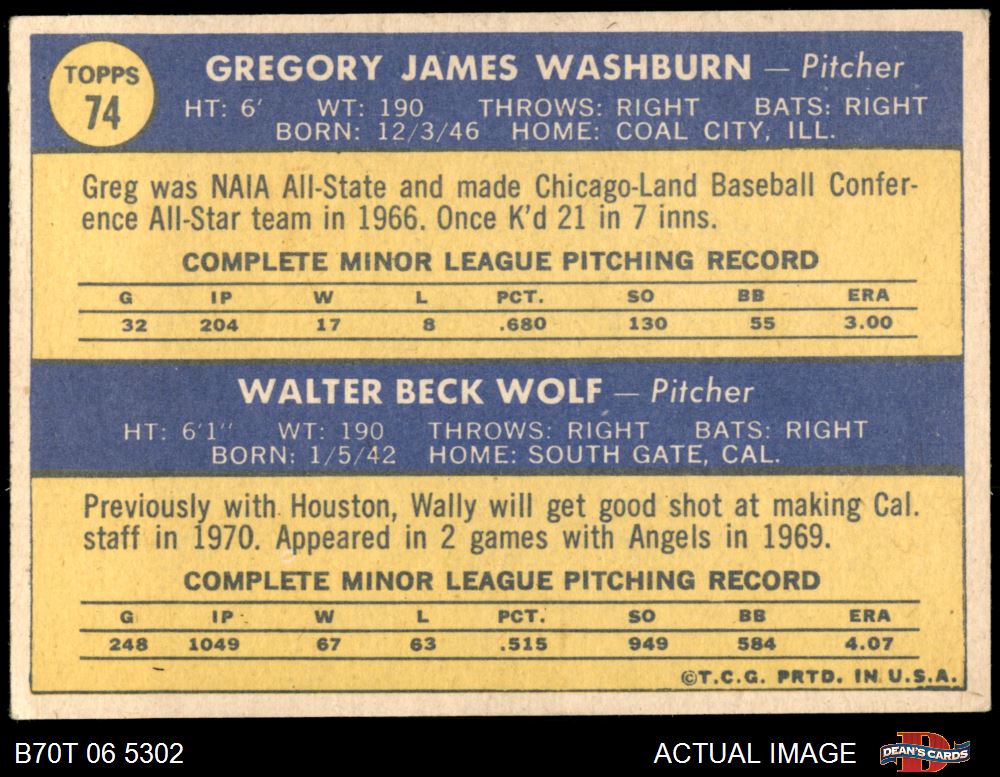 TOPPS
74
GREGORY JAMES WASHBURN — Pitcher
HT: 6' WT: 190 THROWS: RIGHT BATS: RIGHT
BORN: 12/3/46 HOME: COAL CITY, ILL.
Greg was NAIA All-State and made Chicago-Land Baseball Confer-
ence All-Star team in 1966. Once K'd 21 in 7 inns.
COMPLETE MINOR LEAGUE PITCHING RECORD
G IP W L PCT. SO BB ERA
32 204 17 8 .680 130 55 3.00
WALTER BECK WOLF — Pitcher
HT: 6'1" WT: 190 THROWS: RIGHT BATS: RIGHT
BORN: 1/5/42 HOME: SOUTH GATE, CAL.
Previously with Houston, Wally will get good shot at making Cal.
staff in 1970. Appeared in 2 games with Angels in 1969.
COMPLETE MINOR LEAGUE PITCHING RECORD
G IP W L PCT. SO BB ERA
248 1049 67 63 .515 949 584 4.07
©T.C.G. PRTD. IN U.S.A.
B70T 06 5302 ACTUAL IMAGE DEAN'S CARDS